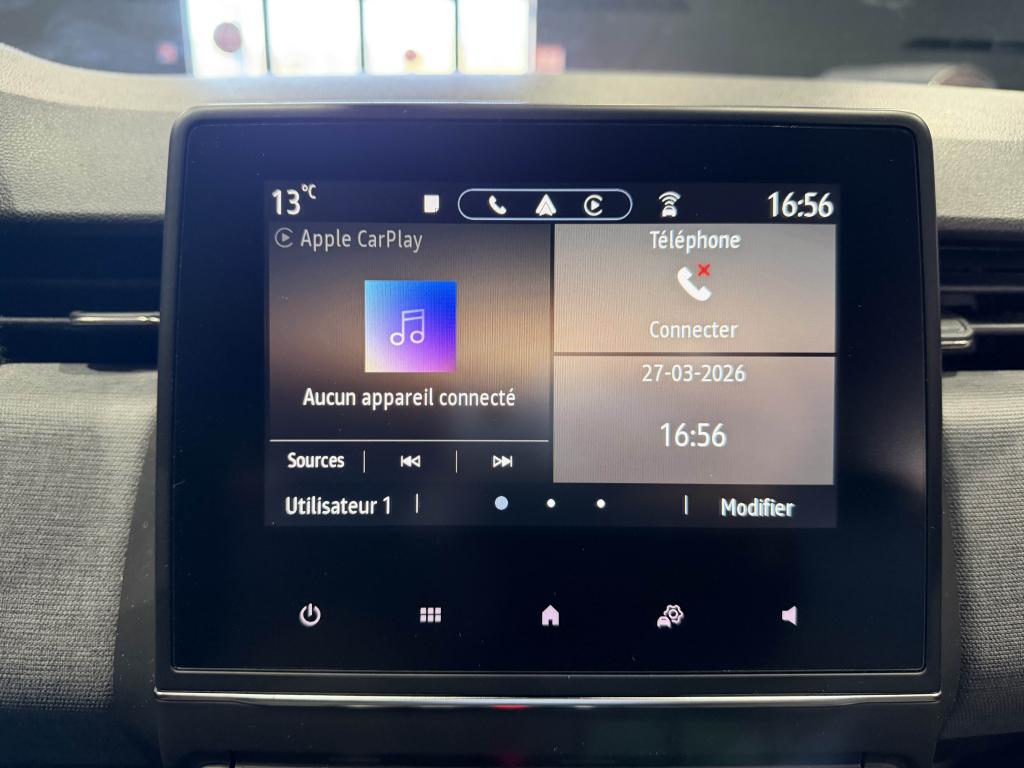 13°C
16:56
Apple CarPlay
Aucun appareil connecté
Sources
Téléphone
Connecter
27-03-2026
16:56
Utilisateur 1
Modifier